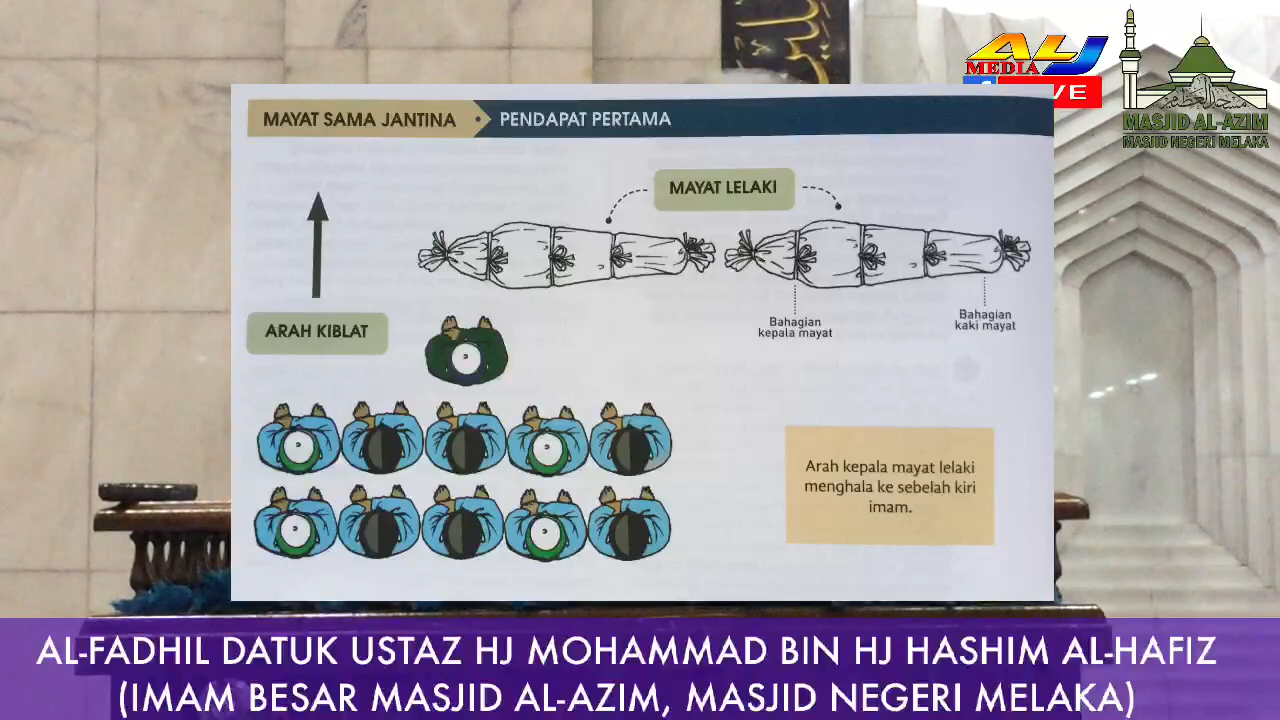 AUJ
MEDIA
LIVE
MASJID AL-AZIM
MASJID NEGERI MELAKA
MAYAT SAMA JANTINA
PENDAPAT PERTAMA
MAYAT LELAKI
ARAH KIBLAT
Bahagian
kepala mayat
Bahagian
kaki mayat
Arah kepala mayat lelaki
menghala ke sebelah kiri
imam.
AL-FADHIL DATUK USTAZ HJ MOHAMMAD BIN HJ HASHIM AL-HAFIZ
(IMAM BESAR MASJID AL-AZIM, MASJID NEGERI MELAKA)